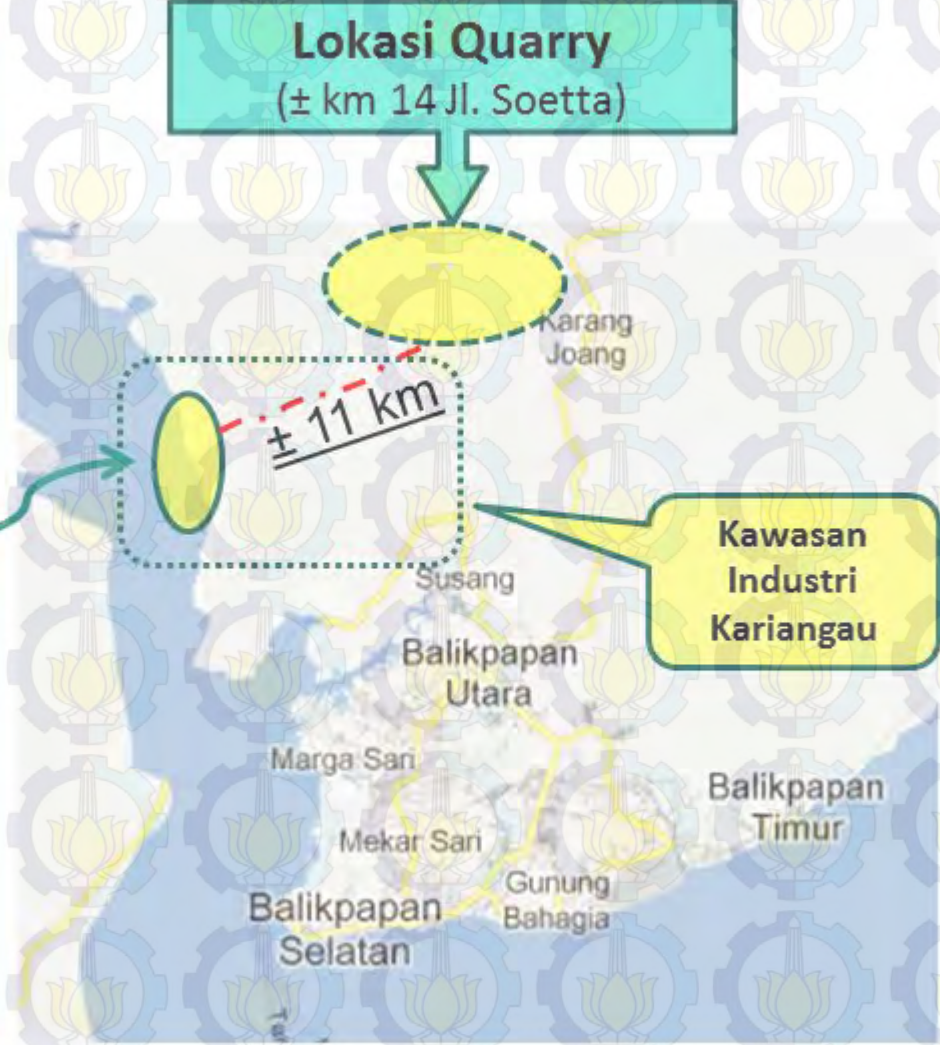 Lokasi Quarry
(± km 14 Jl. Soetta)
Karang
Joang
± 11 km
Kawasan
Industri
Kariangau
Susang
Balikpapan
Utara
Marga Sari
Balikpapan
Timur
Mekar Sari
Gunung
Bahagia
Balikpapan
Selatan